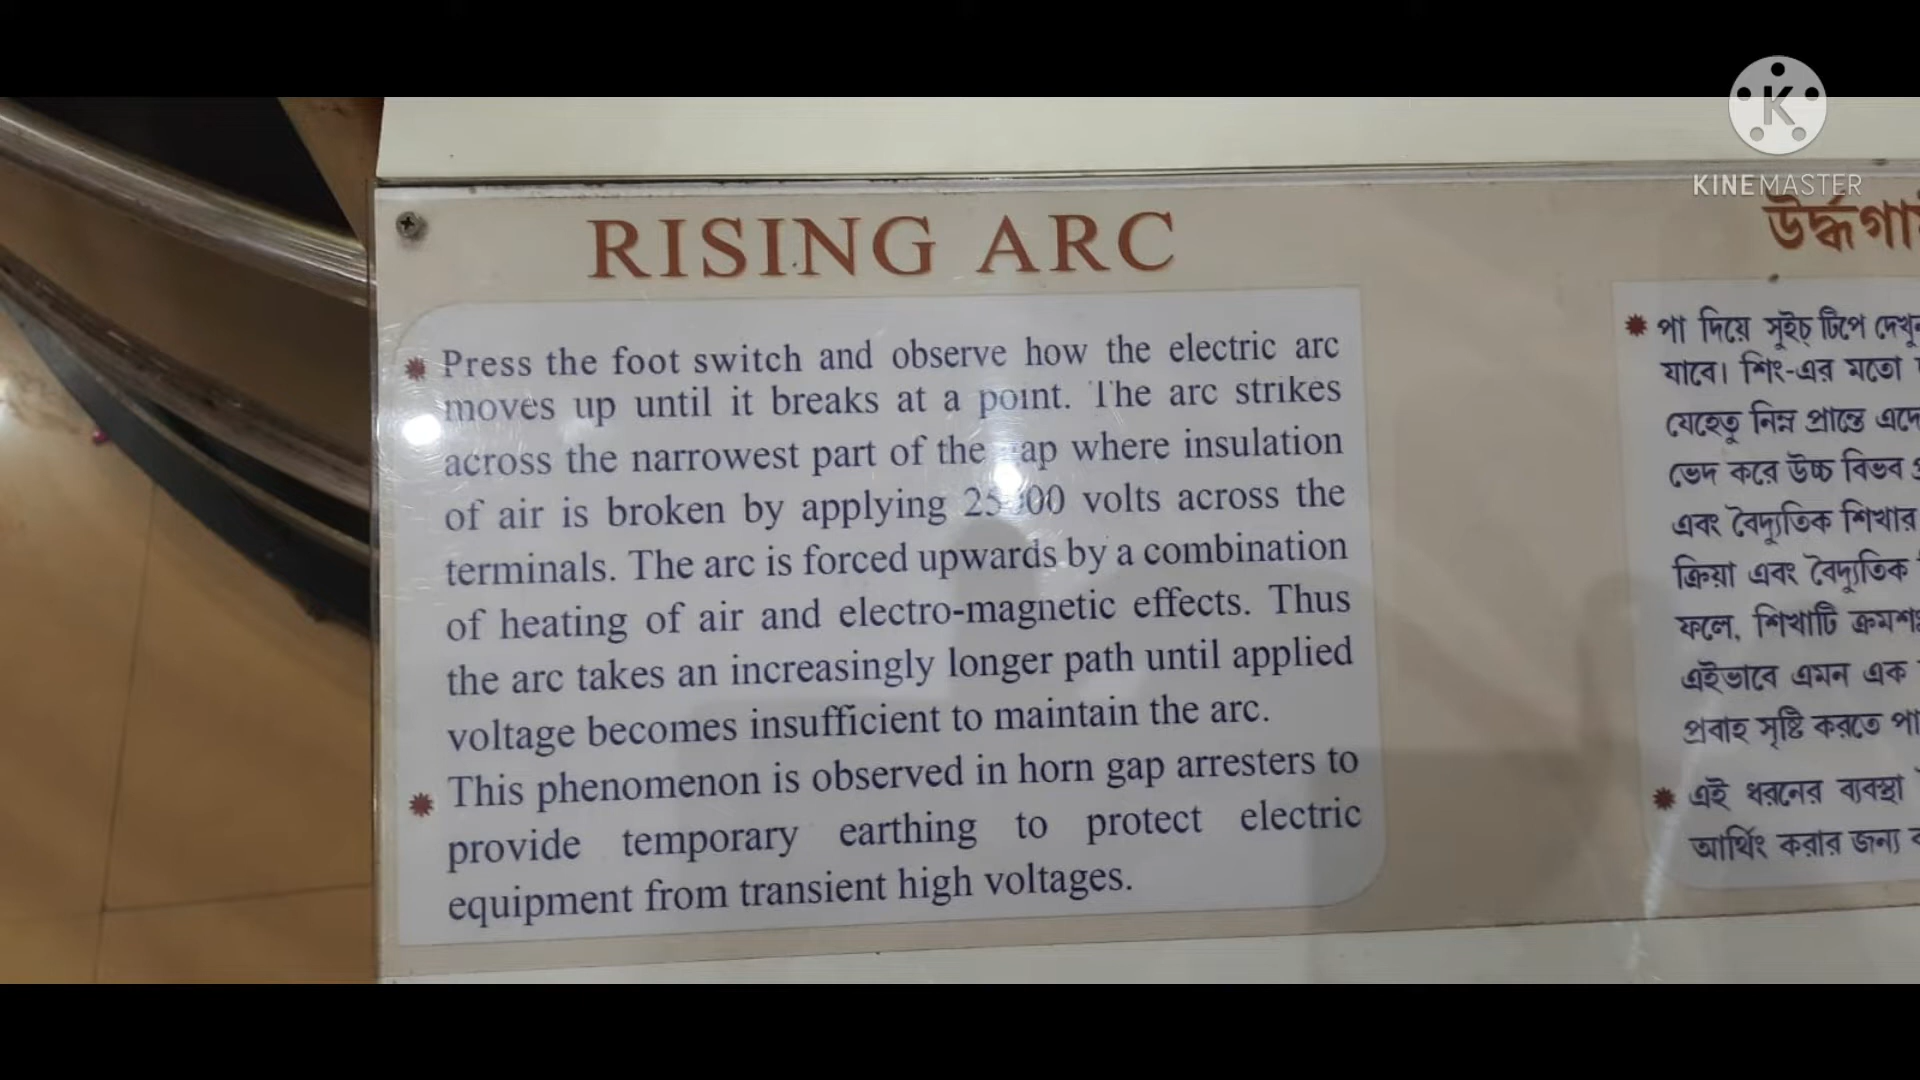 KINEMASTER
RISING ARC
Press the foot switch and observe how the electric arc
moves up until it breaks at a point. The arc strikes
across the narrowest part of the gap where insulation
of air is broken by applying volts across the
terminals. The arc is forced upwards by a combination
of heating of air and electro-magnetic effects. Thus
the arc takes an increasingly longer path until applied
voltage becomes insufficient to maintain the arc.
This phenomenon is observed in horn gap arresters to
provide temporary earthing to protect electric
equipment from transient high voltages.
পা দিয়ে সুইচ টিপে
যাবে। শিং-এর মতো
যেহেতু নিম্ন প্রান্তে
ভেদ করে উচ্চ বিভব
এবং বৈদ্যুতিক শিখার
ক্রিয়া এবং বৈদ্যুতিক
ফলে, শিখাটি
এইভাবে এমন এক
প্রবাহ সৃষ্টি করতে
এই ধরনের ব্যবস্থা
আর্থিং করার জন্য